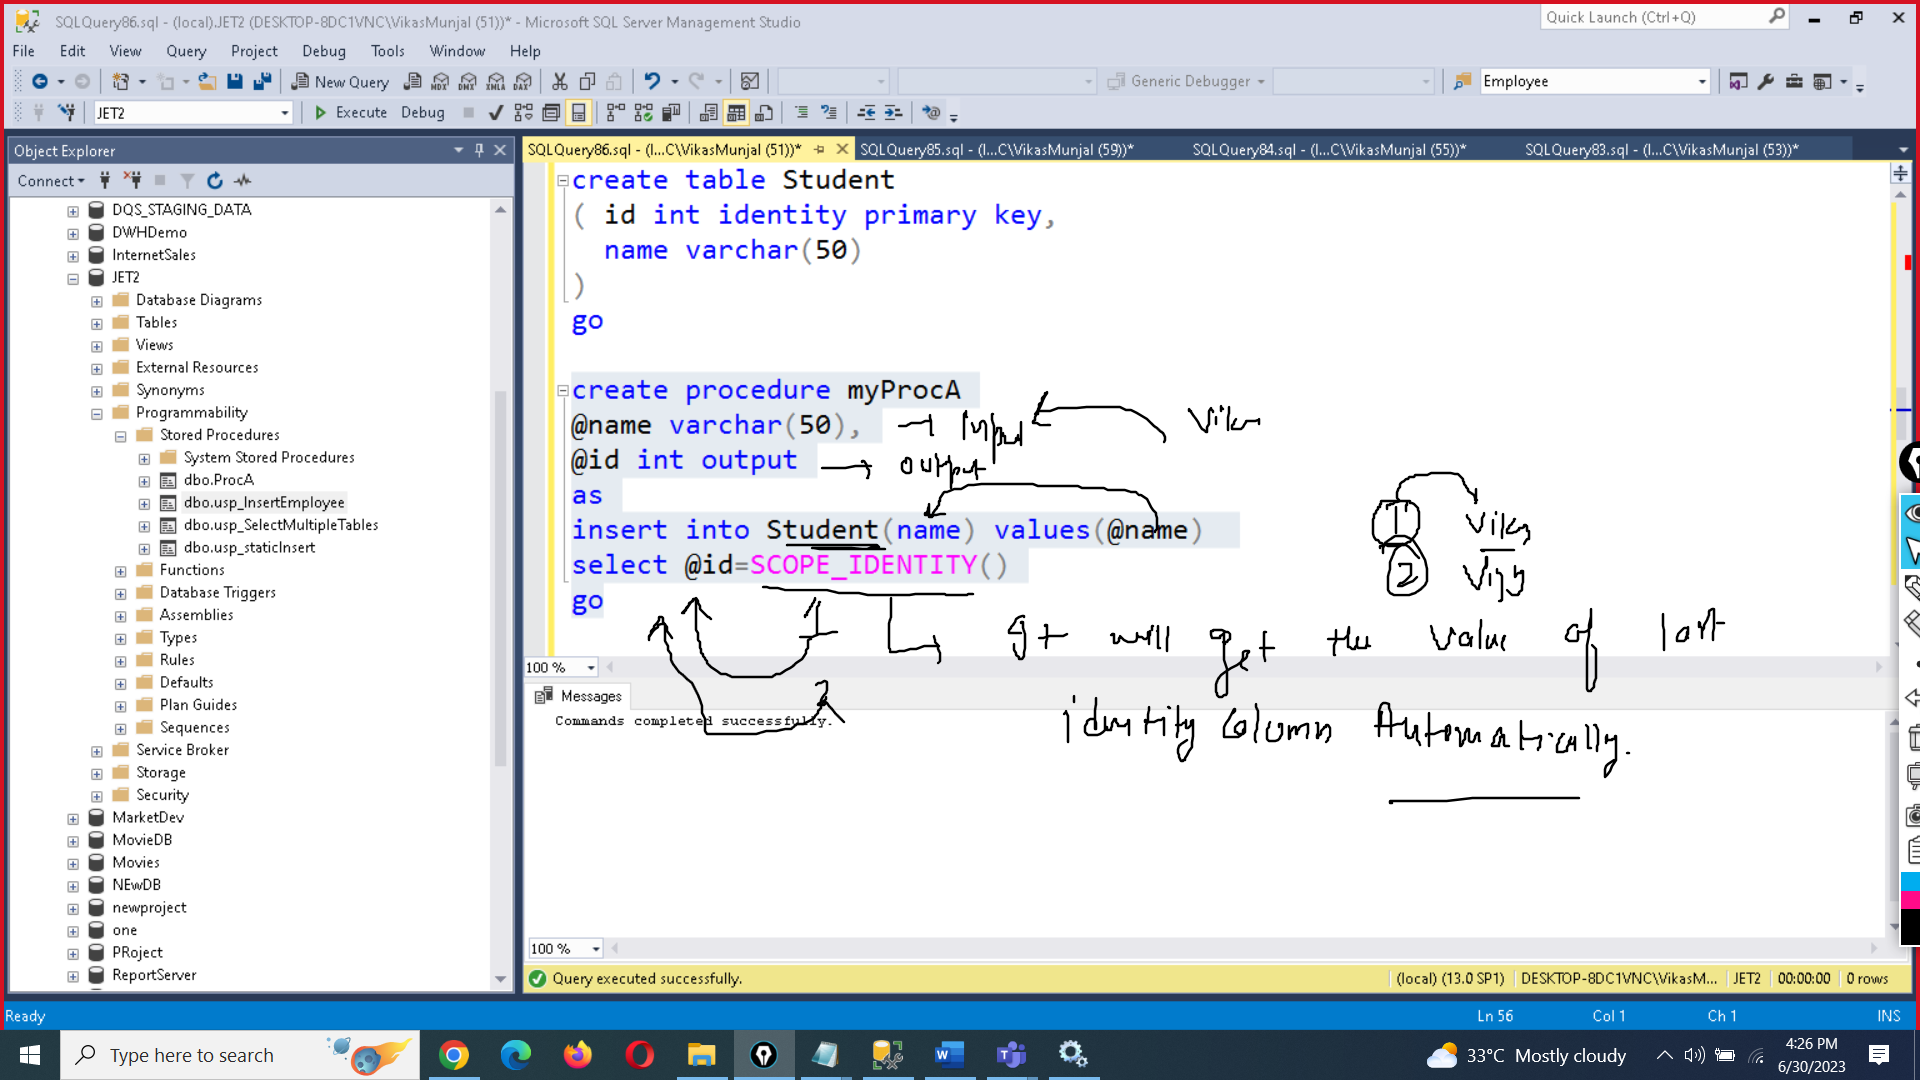 SQLQuery86.sql - (local).JET2 (DESKTOP-8DC1VNC\VikasMunjal (51))* - Microsoft SQL Server Management Studio
Quick Launch (Ctrl+Q)
File Edit View Query Project Debug Tools Window Help
New Query MDX DMX XMLA DAX Generic Debugger Employee
JET2 Execute Debug
Object Explorer
Connect
DQS_STAGING_DATA
DWHDemo
InternetSales
JET2
Database Diagrams
Tables
Views
External Resources
Synonyms
Programmability
Stored Procedures
System Stored Procedures
dbo.ProcA
dbo.usp_InsertEmployee
dbo.usp_SelectMultipleTables
dbo.usp_staticInsert
Functions
Database Triggers
Assemblies
Types
Rules
Defaults
Plan Guides
Sequences
Service Broker
Storage
Security
MarketDev
MovieDB
Movies
NEwDB
newproject
one
PRoject
ReportServer
SQLQuery86.sql - (l...C\VikasMunjal (51))* SQLQuery85.sql - (l...C\VikasMunjal (59))* SQLQuery84.sql - (l...C\VikasMunjal (55))* SQLQuery83.sql - (l...C\VikasMunjal (53))*
create table Student
( id int identity primary key,
name varchar(50)
)
go
create procedure myProcA
@name varchar(50), Input
@id int output output
as
insert into Student(name) values(@name)
select @id=SCOPE_IDENTITY()
go
1
2
1
2
It will get the value of last
identity column Automatically.
100 %
Messages
Commands completed successfully.
100 %
Query executed successfully. (local) (13.0 SP1) DESKTOP-8DC1VNC\VikasM... JET2 00:00:00 0 rows
Ready Ln 56 Col 1 Ch 1 INS
Type here to search 33°C Mostly cloudy 4:26 PM
6/30/2023